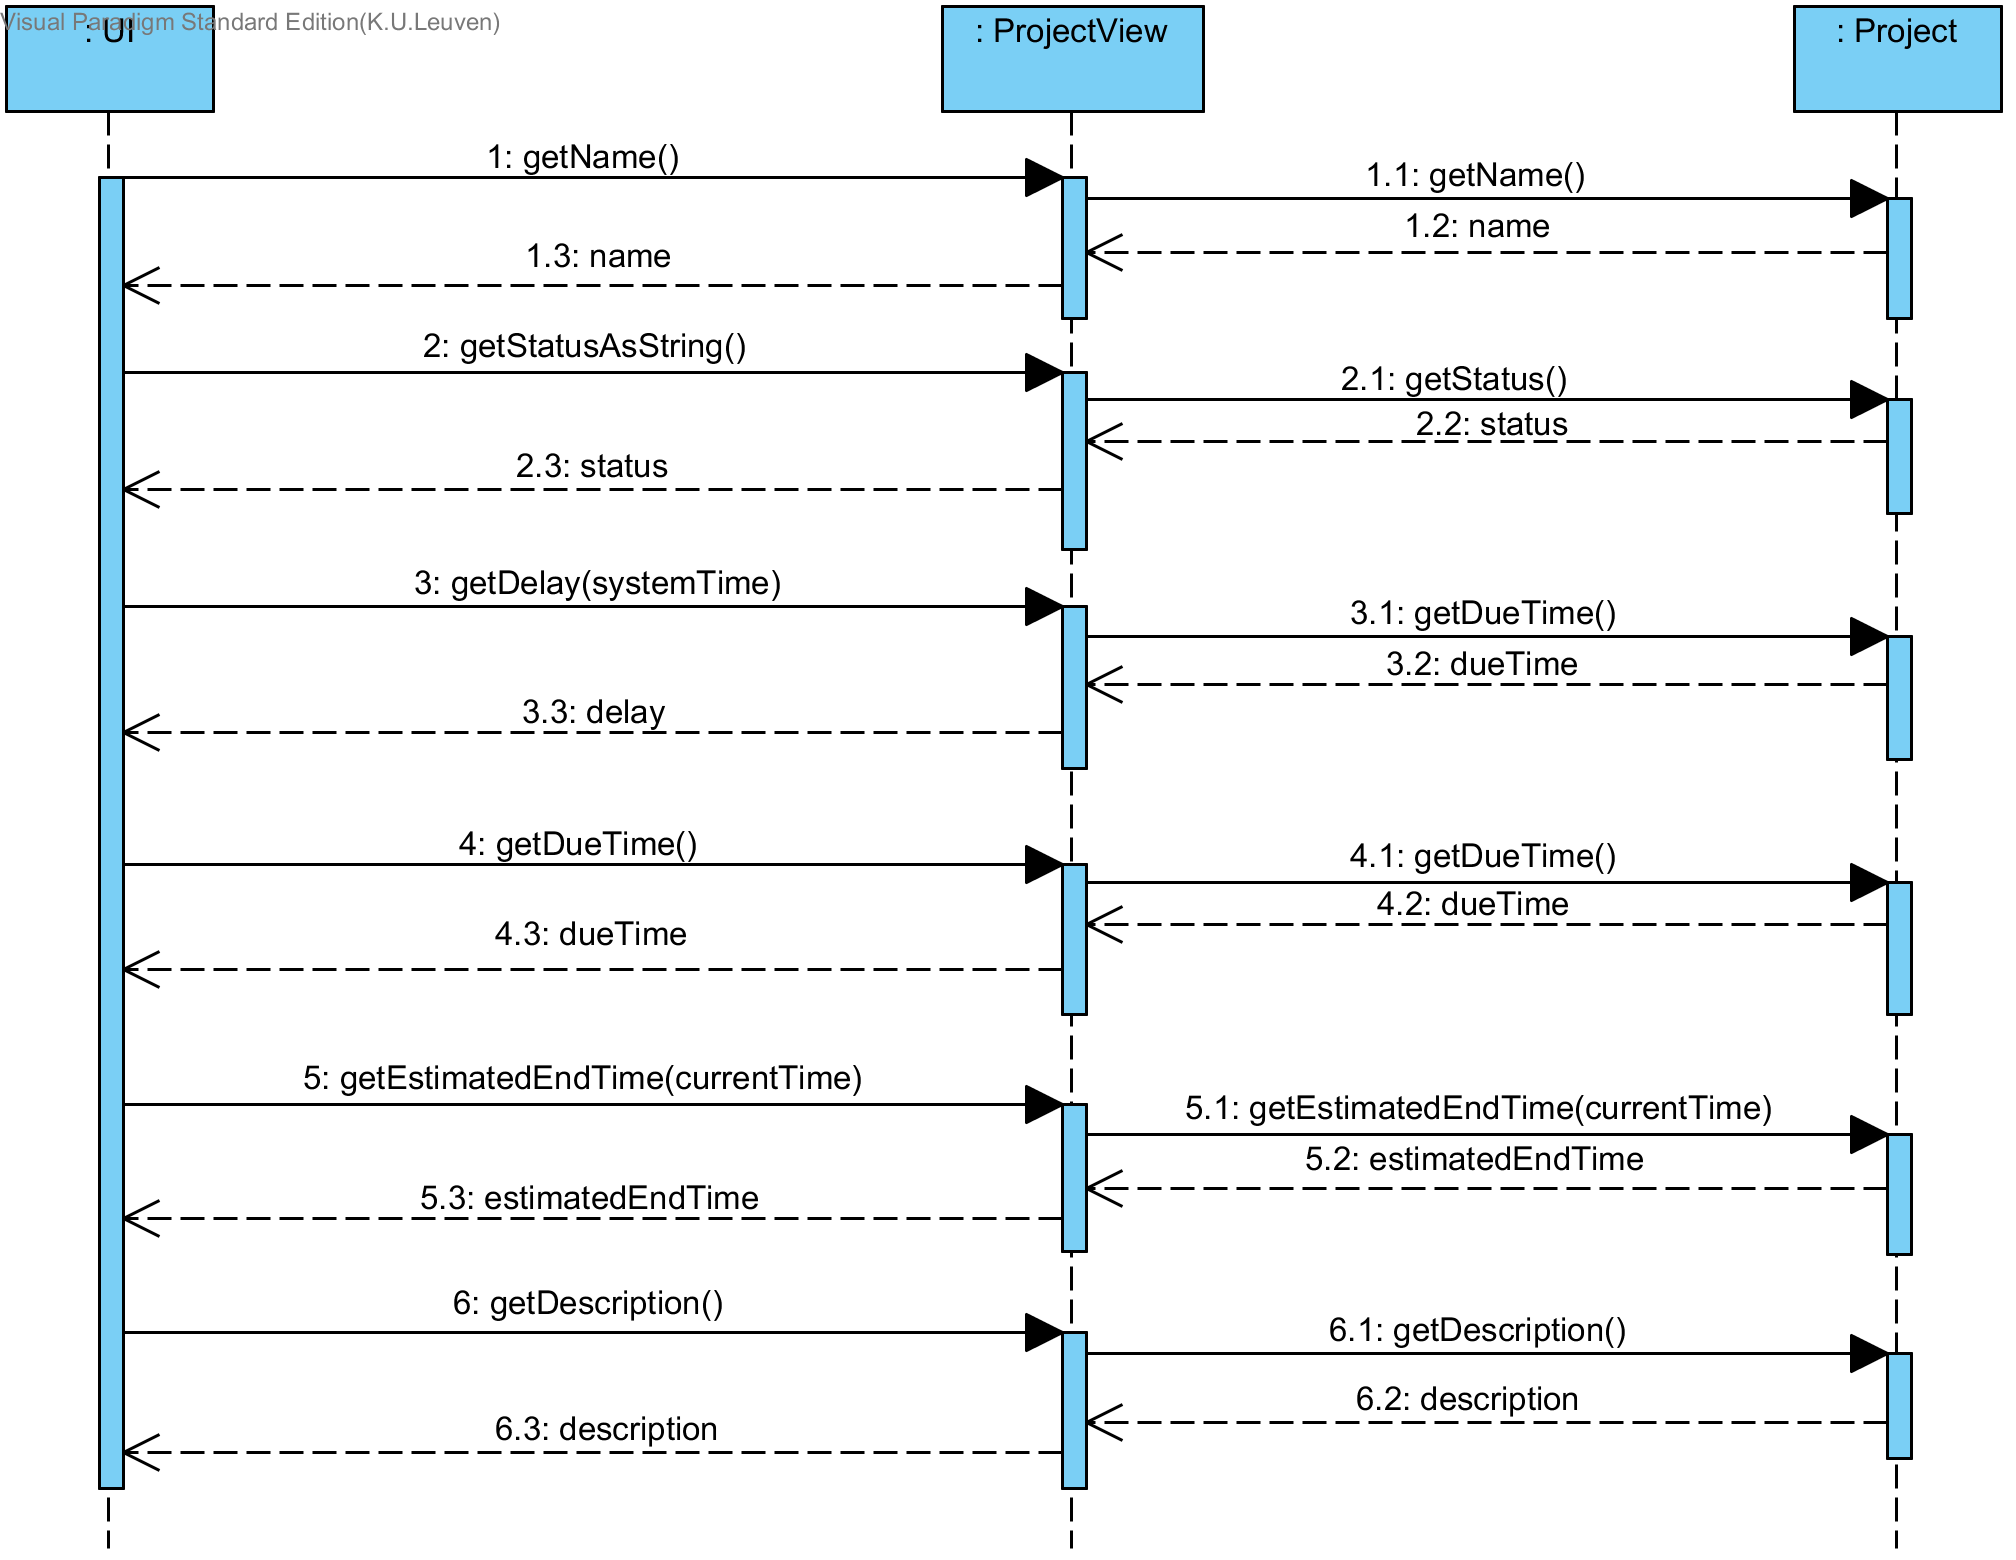 Visual Paradigm Standard Edition(K.U.Leuven)
: UI
: ProjectView
: Project
1: getName()
1.1: getName()
1.2: name
1.3: name
2: getStatusAsString()
2.1: getStatus()
2.2: status
2.3: status
3: getDelay(systemTime)
3.1: getDueTime()
3.2: dueTime
3.3: delay
4: getDueTime()
4.1: getDueTime()
4.2: dueTime
4.3: dueTime
5: getEstimatedEndTime(currentTime)
5.1: getEstimatedEndTime(currentTime)
5.2: estimatedEndTime
5.3: estimatedEndTime
6: getDescription()
6.1: getDescription()
6.2: description
6.3: description